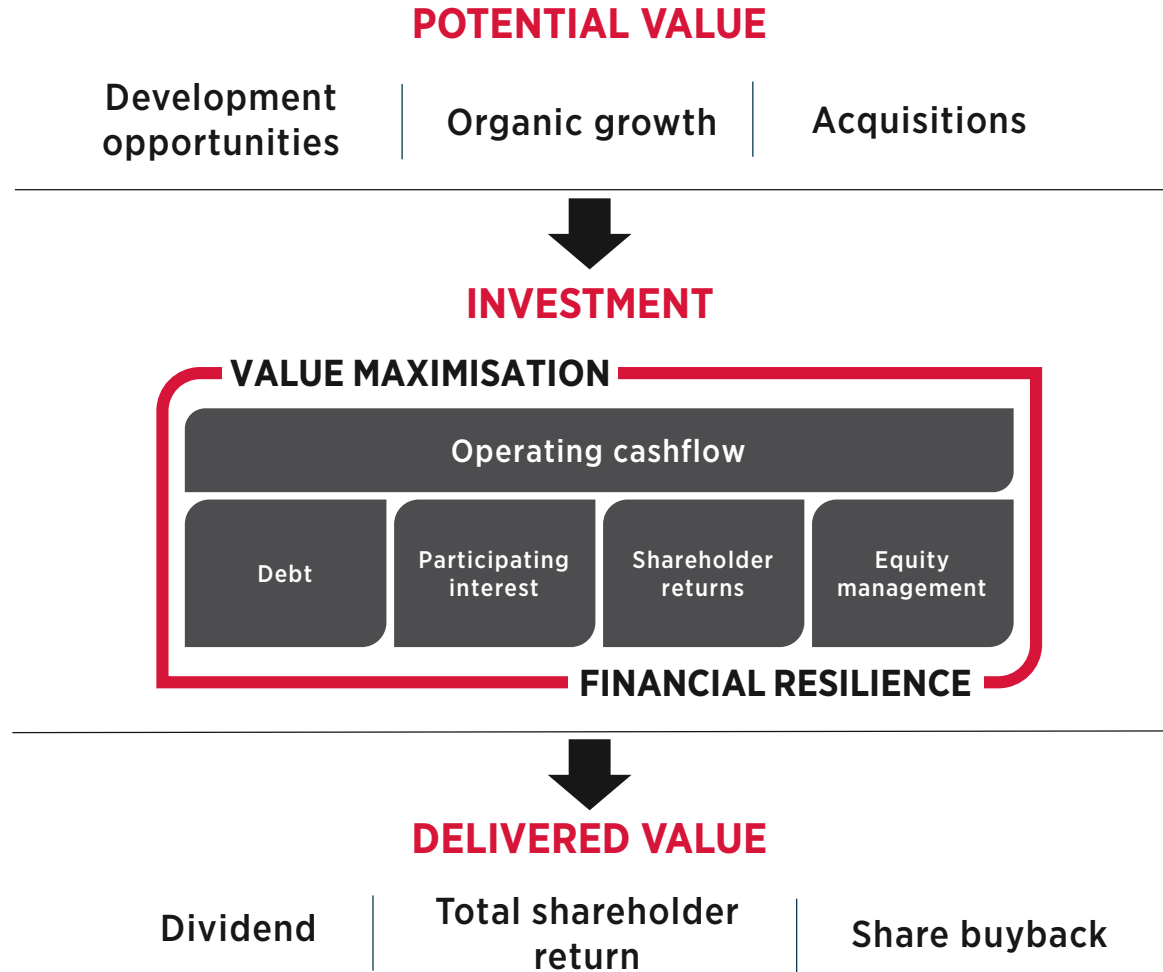 POTENTIAL VALUE
Development
opportunities
Organic growth
Acquisitions
INVESTMENT
VALUE MAXIMISATION
Operating cashflow
Debt
Participating
interest
Shareholder
returns
Equity
management
FINANCIAL RESILIENCE
DELIVERED VALUE
Dividend
Total shareholder
return
Share buyback